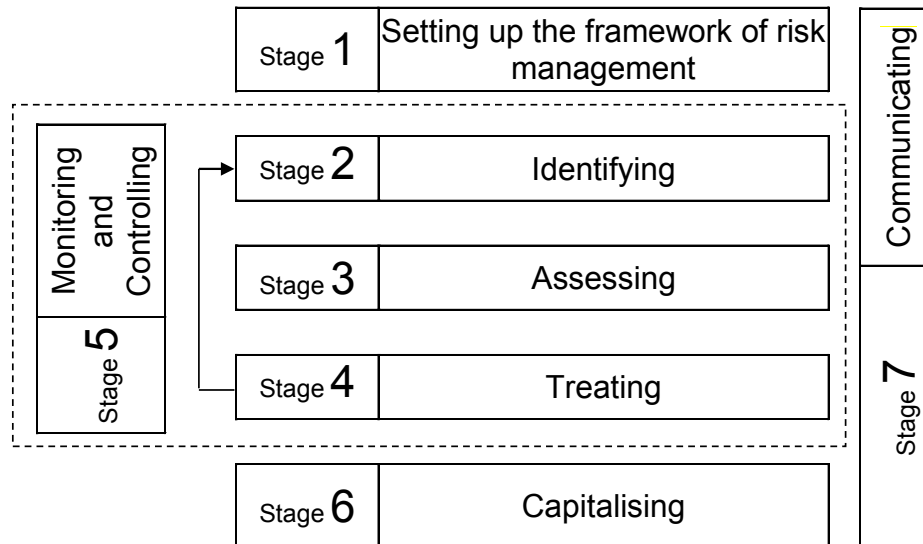 Stage 1
Setting up the framework of risk
management
Communicating
Stage 7
Monitoring
and
Controlling
Stage 5
Stage 2
Identifying
Stage 3
Assessing
Stage 4
Treating
Stage 6
Capitalising